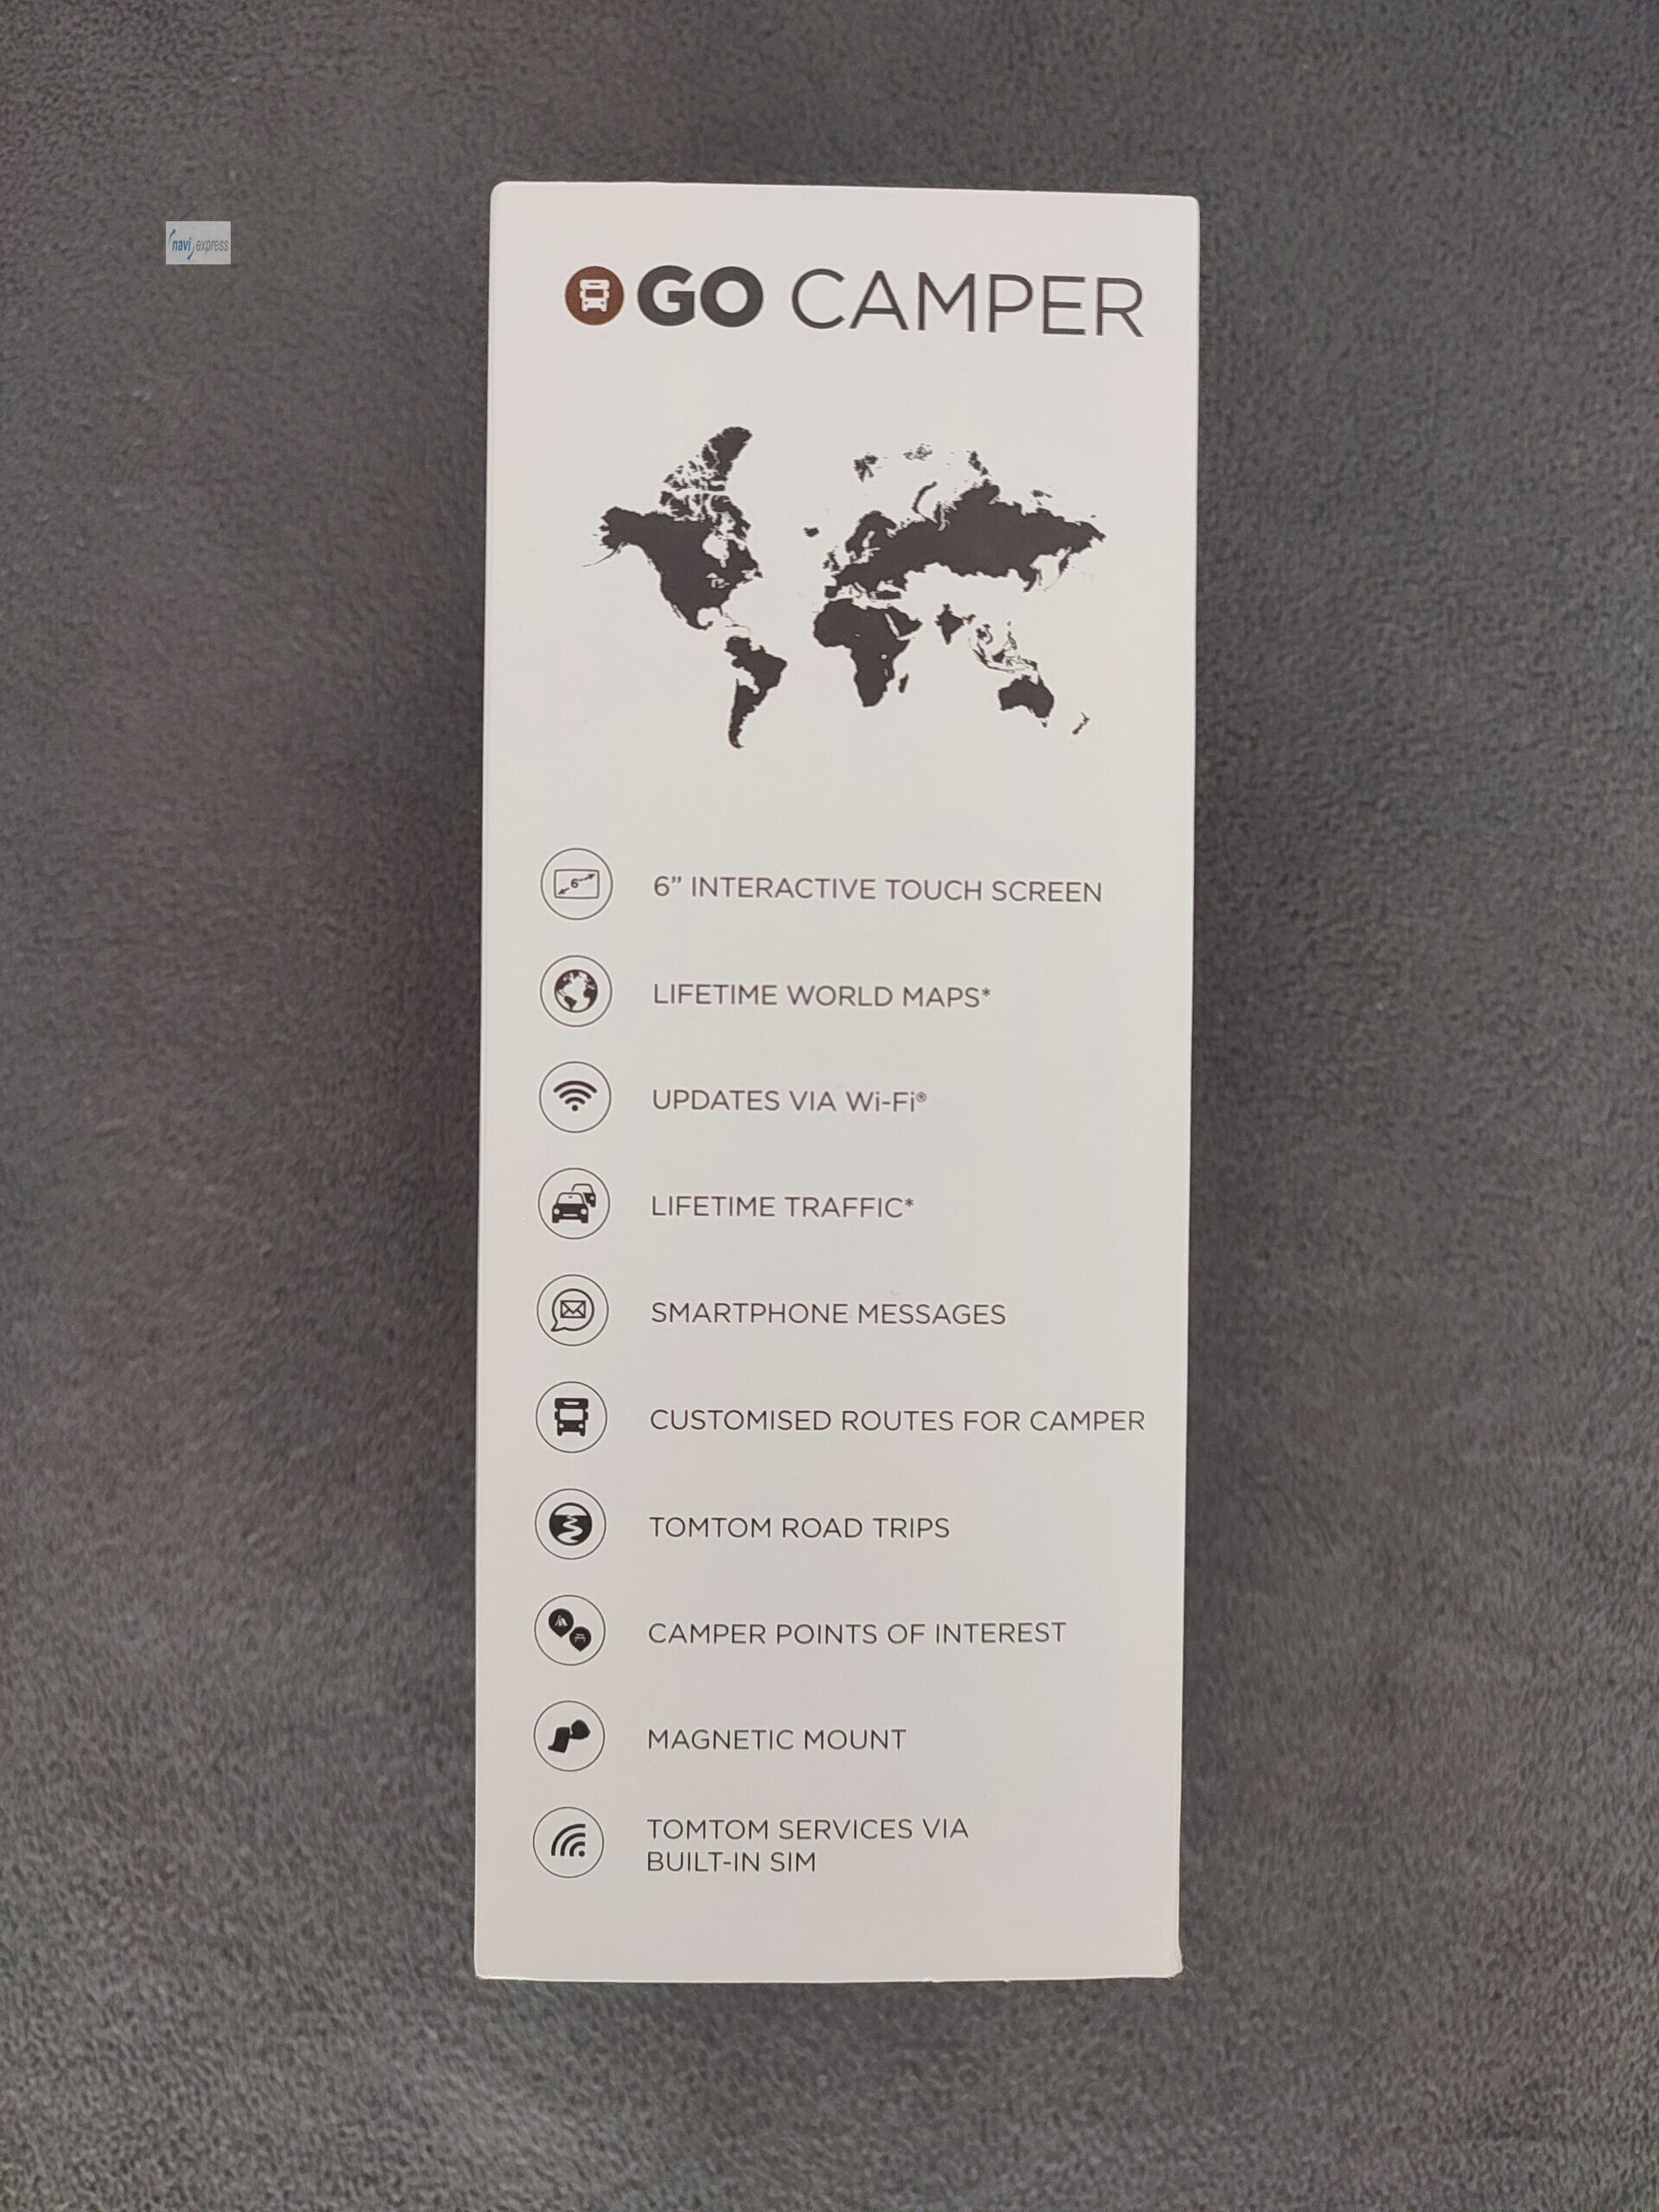 navi express
GO CAMPER
6” INTERACTIVE TOUCH SCREEN
LIFETIME WORLD MAPS*
UPDATES VIA Wi-Fi®
LIFETIME TRAFFIC*
SMARTPHONE MESSAGES
CUSTOMISED ROUTES FOR CAMPER
TOMTOM ROAD TRIPS
CAMPER POINTS OF INTEREST
MAGNETIC MOUNT
TOMTOM SERVICES VIA
BUILT-IN SIM